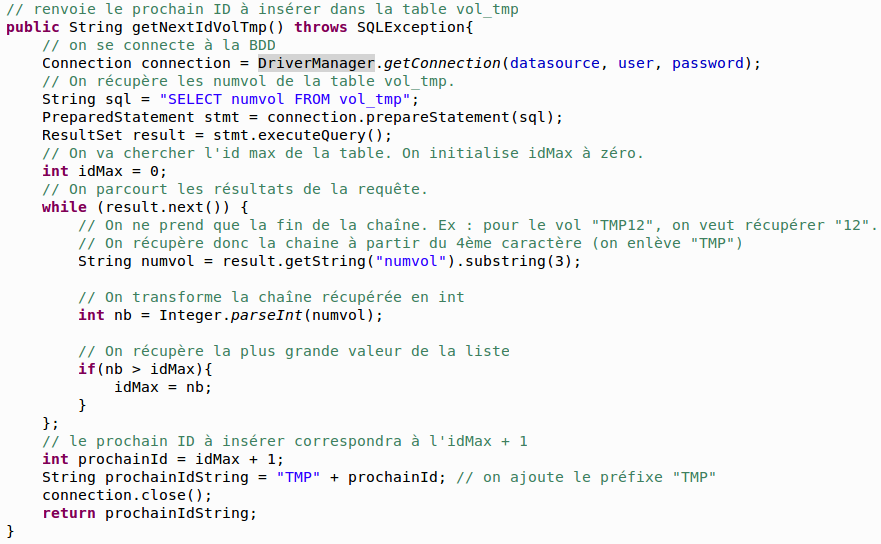 // renvoie le prochain ID à insérer dans la table vol_tmp
public String getNextIdVolTmp() throws SQLException{
    // on se connecte à la BDD
    Connection connection = DriverManager.getConnection(datasource, user, password);
    // On récupère les numvol de la table vol_tmp.
    String sql = "SELECT numvol FROM vol_tmp";
    PreparedStatement stmt = connection.prepareStatement(sql);
    ResultSet result = stmt.executeQuery();
    // On va chercher l'id max de la table. On initialise idMax à zéro.
    int idMax = 0;
    // On parcourt les résultats de la requête.
    while (result.next()) {
        // On ne prend que la fin de la chaîne. Ex : pour le vol "TMP12", on veut récupérer "12".
        // On récupère donc la chaine à partir du 4ème caractère (on enlève "TMP")
        String numvol = result.getString("numvol").substring(3);

        // On transforme la chaîne récupérée en int
        int nb = Integer.parseInt(numvol);

        // On récupère la plus grande valeur de la liste
        if(nb > idMax){
            idMax = nb;
        }
    };
    // le prochain ID à insérer correspondra à l'idMax + 1
    int prochainId = idMax + 1;
    String prochainIdString = "TMP" + prochainId; // on ajoute le préfixe "TMP"
    connection.close();
    return prochainIdString;
}